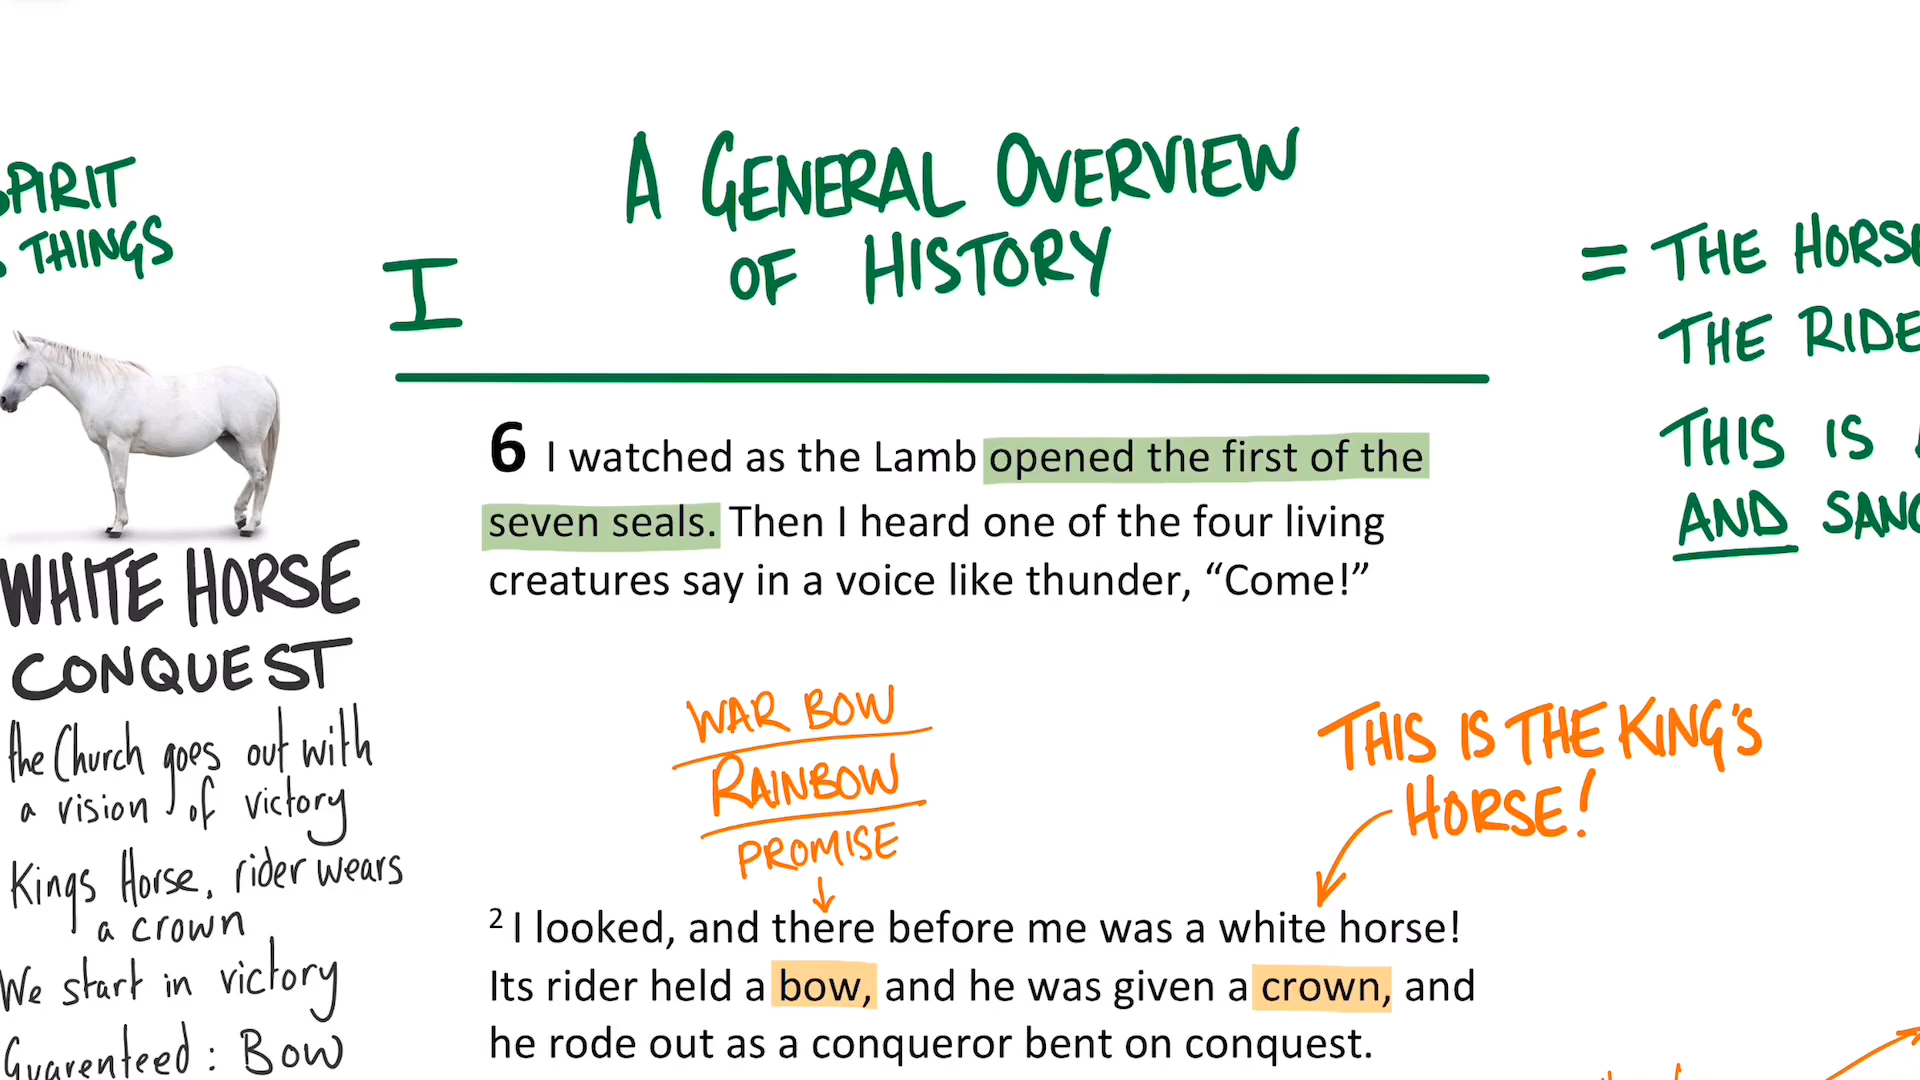 A GENERAL OVERVIEW
OF HISTORY
I
THINGS
WHITE HORSE
CONQUEST
the Church goes out with
a vision of victory
Kings Horse, rider wears
a crown
We start in victory
Guarenteed: Bow
6 I watched as the Lamb opened the first of the
seven seals. Then I heard one of the four living
creatures say in a voice like thunder, “Come!”
WAR BOW
RAINBOW
PROMISE
THIS IS THE KING'S
HORSE!
2 I looked, and there before me was a white horse!
Its rider held a bow, and he was given a crown, and
he rode out as a conqueror bent on conquest.
= THE
THE
THIS IS
AND